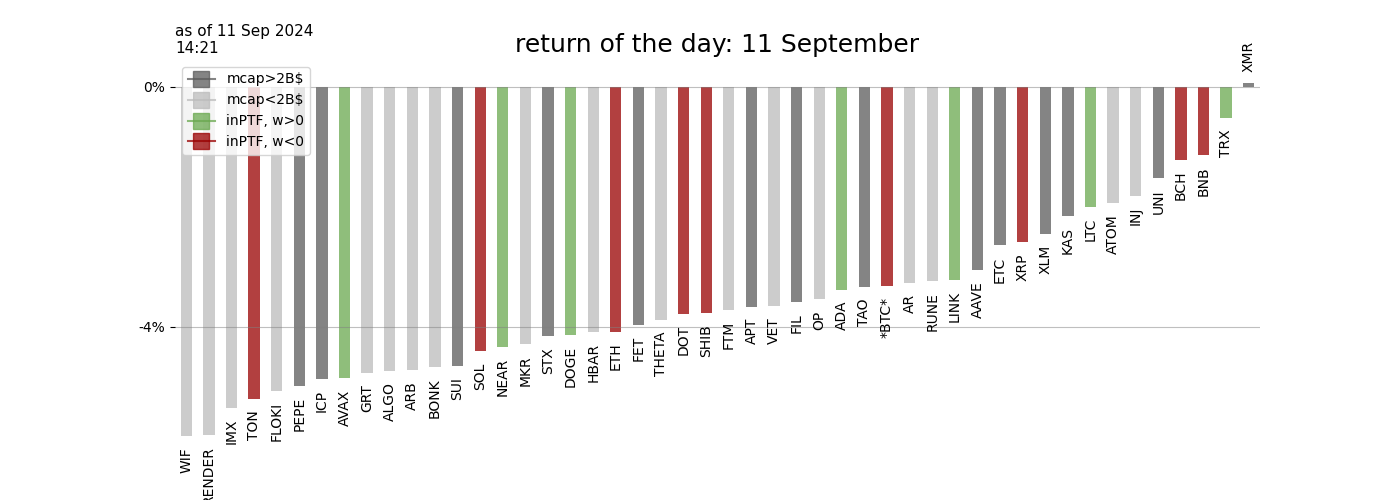 as of 11 Sep 2024
14:21
return of the day: 11 September
mcap>2B$
mcap<2B$
inPTF, w>0
inPTF, w<0
0%
-4%
WIF
RENDER
IMX
TON
FLOKI
PEPE
ICP
AVAX
GRT
ALGO
ARB
BONK
SUI
SOL
NEAR
MKR
STX
DOGE
HBAR
ETH
FET
THETA
DOT
SHIB
FTM
APT
VET
FIL
OP
ADA
TAO
*BTC*
AR
RUNE
LINK
AAVE
ETC
XRP
XLM
KAS
LTC
ATOM
INJ
UNI
BCH
BNB
TRX
XMR